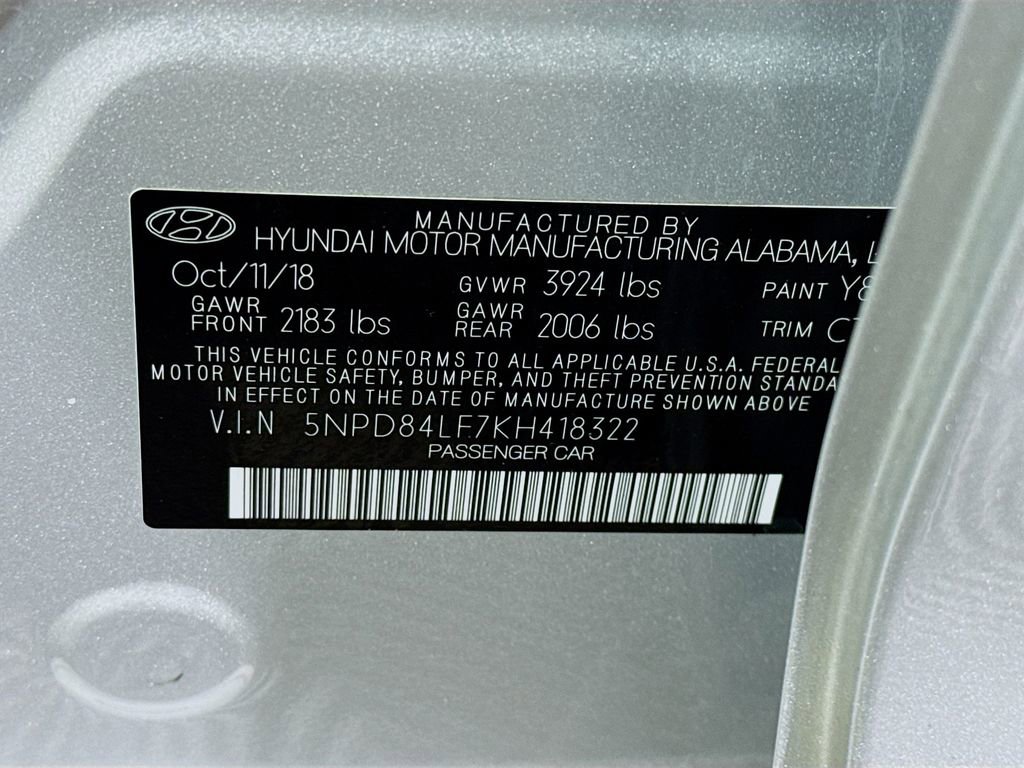 MANUFACTURED BY
HYUNDAI MOTOR MANUFACTURING ALABAMA,
Oct/11/18 GVWR 3924 lbs PAINT
GAWR FRONT 2183 lbs GAWR REAR 2006 lbs TRIM
THIS VEHICLE CONFORMS TO ALL APPLICABLE U.S.A. FEDERAL
MOTOR VEHICLE SAFETY, BUMPER, AND THEFT PREVENTION
IN EFFECT ON THE DATE OF MANUFACTURE SHOWN ABOVE
V.I.N 5NPD84LF7KH418322
PASSENGER CAR